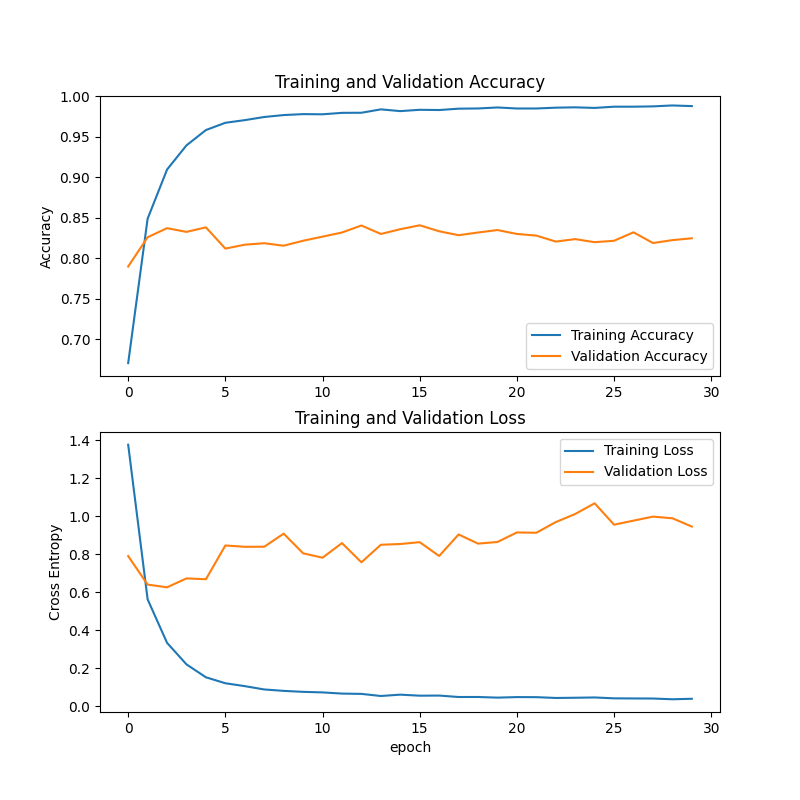 Training and Validation Accuracy
1.00
0.95
0.90
0.85
0.80
0.75
0.70
Accuracy
Training Accuracy
Validation Accuracy
0 5 10 15 20 25 30
Training and Validation Loss
1.4
1.2
1.0
0.8
0.6
0.4
0.2
0.0
Cross Entropy
Training Loss
Validation Loss
0 5 10 15 20 25 30
epoch